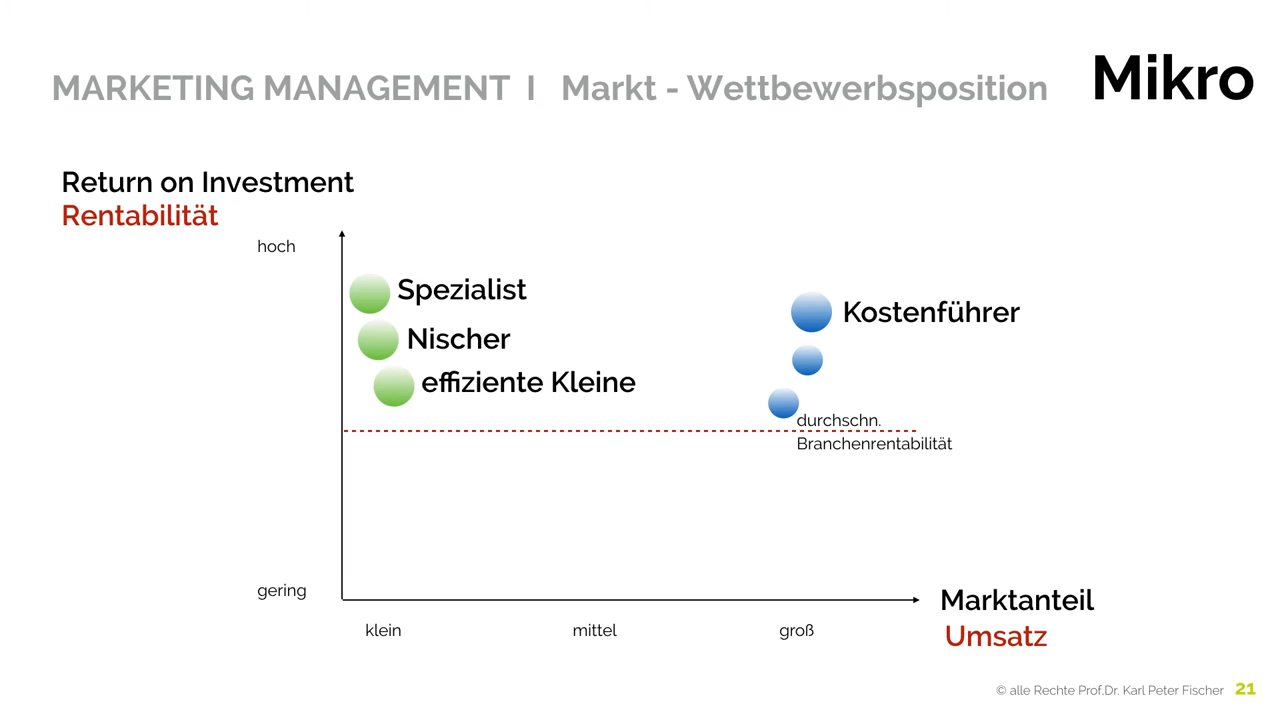 MARKETING MANAGEMENT I Markt - Wettbewerbsposition
Mikro
Return on Investment
Rentabilität
hoch
Spezialist
Kostenführer
Nischer
effiziente Kleine
durchschn.
Branchenrentabilität
gering
Marktanteil
klein
mittel
groß
Umsatz
© alle Rechte Prof.Dr. Karl Peter Fischer 21